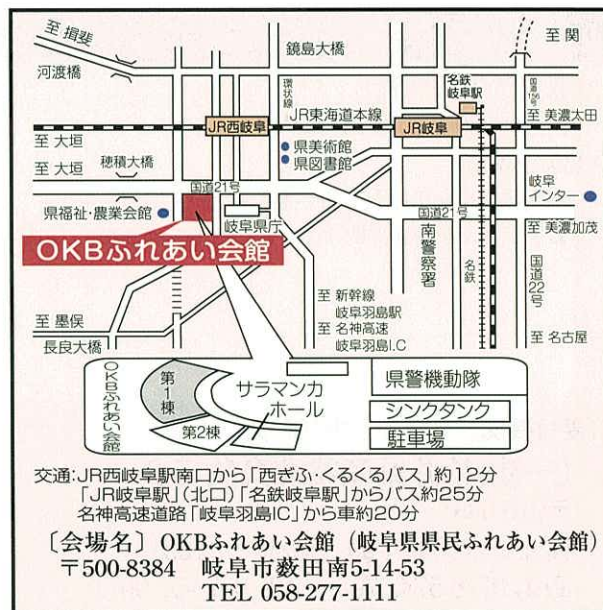 至 揖斐
鏡島大橋
至 関
河渡橋
環状線
名鉄
岐阜駅
国道156号
JR東海道本線
JR西岐阜
JR岐阜
至 美濃太田
至 大垣
県美術館
県図書館
至 大垣
穂積大橋
国道21号
岐阜
インター
県福祉・農業会館
岐阜県庁
国道21号
至 美濃加茂
OKBふれあい会館
南警察署
名鉄
国道22号
至 新幹線
岐阜羽島駅
至 名神高速
岐阜羽島I.C
至 墨俣
長良大橋
至 名古屋
OKBふれあい会館
第1棟
サラマンカ
ホール
第2棟
県警機動隊
シンクタンク
駐車場
交通:JR西岐阜駅南口から「西ぎふ・くるくるバス」約12分
「JR岐阜駅」(北口)「名鉄岐阜駅」からバス約25分
名神高速道路「岐阜羽島IC」から車約20分
〔会場名〕OKBふれあい会館(岐阜県県民ふれあい会館)
〒500-8384 岐阜市薮田南5-14-53
TEL 058-277-1111